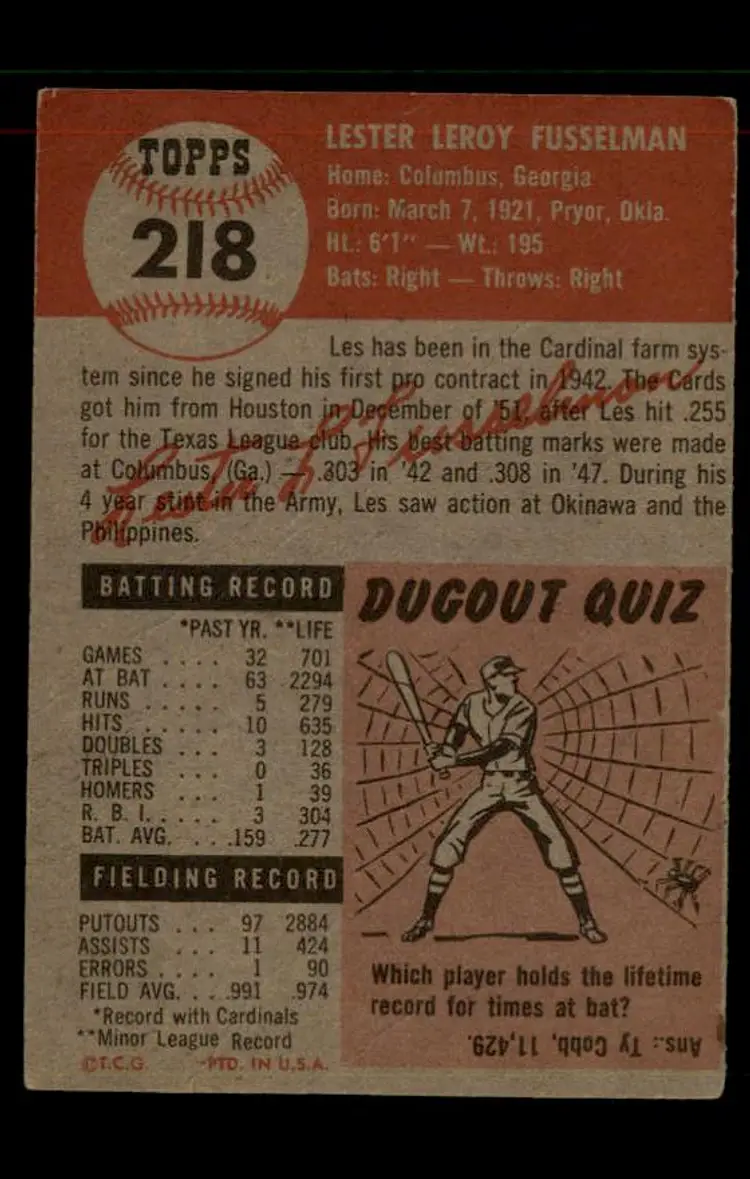 TOPPS
218
LESTER LEROY FUSSELMAN
Home: Columbus, Georgia
Born: March 7, 1921, Pryor, Okla.
Ht.: 6'1" — Wt.: 195
Bats: Right — Throws: Right
Les has been in the Cardinal farm sys-
tem since he signed his first pro contract in 1942. The Cards
got him from Houston in December of '51, after Les hit .255
for the Texas League club. His best batting marks were made
at Columbus, (Ga.) — .303 in '42 and .308 in '47. During his
4 year stint in the Army, Les saw action at Okinawa and the
Philippines.
Lester L Fusselman
BATTING RECORD
*PAST YR. **LIFE
GAMES .... 32 701
AT BAT .... 63 2294
RUNS ..... 5 279
HITS ...... 10 635
DOUBLES ... 3 128
TRIPLES ... 0 36
HOMERS ... 1 39
R. B. I. .... 3 304
BAT. AVG. ...159 .277
FIELDING RECORD
PUTOUTS ... 97 2884
ASSISTS ... 11 424
ERRORS .... 1 90
FIELD AVG. ...991 .974
*Record with Cardinals
**Minor League Record
©T.C.G. PTD. IN U.S.A.
DUGOUT QUIZ
Which player holds the lifetime
record for times at bat?
Ans.: Ty Cobb, 11,429.